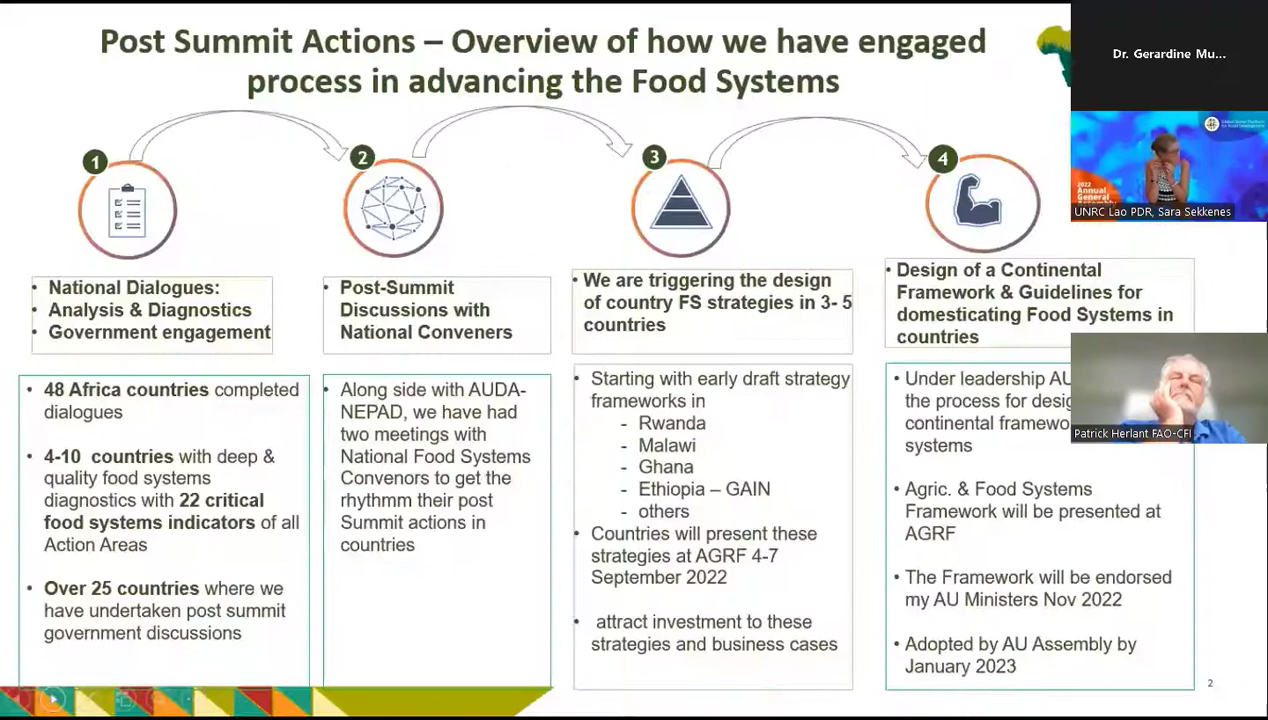 Post Summit Actions – Overview of how we have engaged
process in advancing the Food Systems
1
2
3
4
• National Dialogues:
• Analysis & Diagnostics
• Government engagement
• 48 Africa countries completed
dialogues
• 4-10 countries with deep &
quality food systems
diagnostics with 22 critical
food systems indicators of all
Action Areas
• Over 25 countries where we
have undertaken post summit
government discussions
• Post-Summit
Discussions with
National Conveners
• Along side with AUDA-
NEPAD, we have had
two meetings with
National Food Systems
Convenors to get the
rhythmm their post
Summit actions in
countries
• We are triggering the design
of country FS strategies in 3- 5
countries
• Starting with early draft strategy
frameworks in
- Rwanda
- Malawi
- Ghana
- Ethiopia – GAIN
- others
• Countries will present these
strategies at AGRF 4-7
September 2022
• attract investment to these
strategies and business cases
• Design of a Continental
Framework & Guidelines for
domesticating Food Systems in
countries
• Under leadership AU
the process for
continental
systems
• Agric. & Food Systems
Framework will be presented at
AGRF
• The Framework will be endorsed
my AU Ministers Nov 2022
• Adopted by AU Assembly by
January 2023
2
Dr. Gerardine Mu...
2022
Annual
General
Assembly
UNRC Lao PDR, Sara Sekkenes
Patrick Herlant FAO-CFI